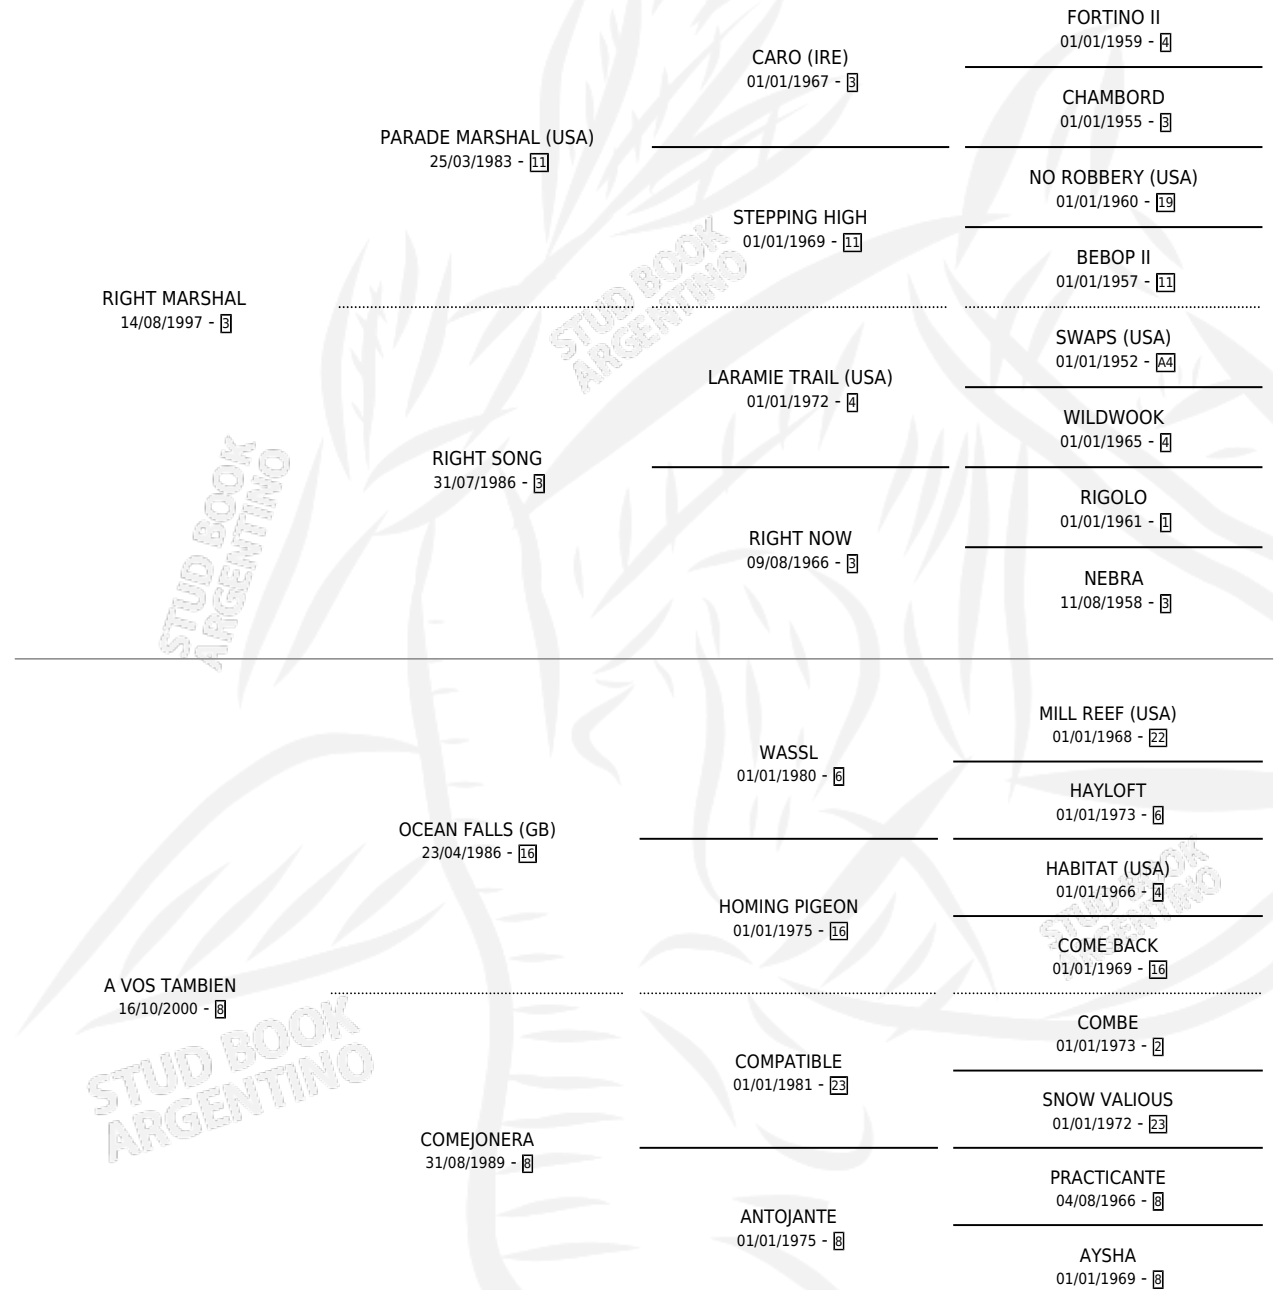 FORTINO II
01/01/1959 - 4
CARO (IRE)
01/01/1967 - 3
CHAMBORD
01/01/1955 - 3
PARADE MARSHAL (USA)
25/03/1983 - 11
NO ROBBERY (USA)
01/01/1960 - 19
STEPPING HIGH
01/01/1969 - 11
BEBOP II
01/01/1957 - 11
RIGHT MARSHAL
14/08/1997 - 3
SWAPS (USA)
01/01/1952 - A4
LARAMIE TRAIL (USA)
01/01/1972 - 4
WILDWOOK
01/01/1965 - 4
RIGHT SONG
31/07/1986 - 3
RIGOLO
01/01/1961 - 1
RIGHT NOW
09/08/1966 - 3
NEBRA
11/08/1958 - 3
STUD BOOK
ARGENTINO
STUD BOOK
ARGENTINO
MILL REEF (USA)
01/01/1968 - 22
WASSL
01/01/1980 - 6
HAYLOFT
01/01/1973 - 6
OCEAN FALLS (GB)
23/04/1986 - 16
HABITAT (USA)
01/01/1966 - 4
HOMING PIGEON
01/01/1975 - 16
COME BACK
01/01/1969 - 16
A VOS TAMBIEN
16/10/2000 - 8
COMBE
01/01/1973 - 2
COMPATIBLE
01/01/1981 - 23
SNOW VALIOUS
01/01/1972 - 23
COMEJONERA
31/08/1989 - 8
PRACTICANTE
04/08/1966 - 8
ANTOJANTE
01/01/1975 - 8
AYSHA
01/01/1969 - 8
STUD BOOK
ARGENTINO
STUD BOOK
ARGENTINO